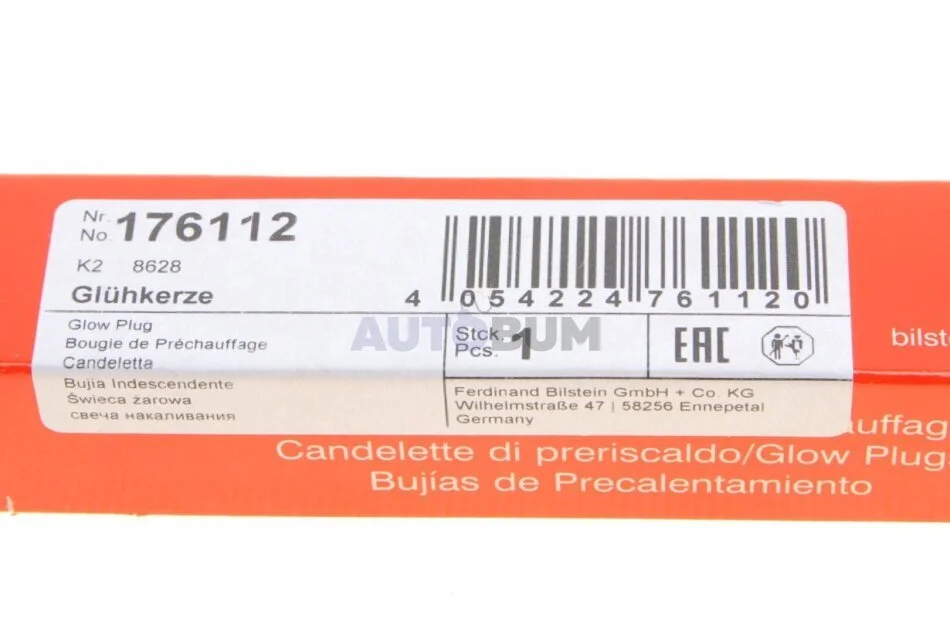 Nr.
No. 176112
K2 8628
Glühkerze
4 054224 761120
Glow Plug
Bougie de Préchauffage
Candeletta
Bujia Indescendente
Świeca żarowa
свеча накаливания
Stck.
Pcs. 1
EAC
Ferdinand Bilstein GmbH + Co. KG
Wilhelmstraße 47 | 58256 Ennepetal
Germany
AUTOBUM
bilst
auffag
Candelette di preriscaldo/Glow Plug
Bujías de Precalentamiento